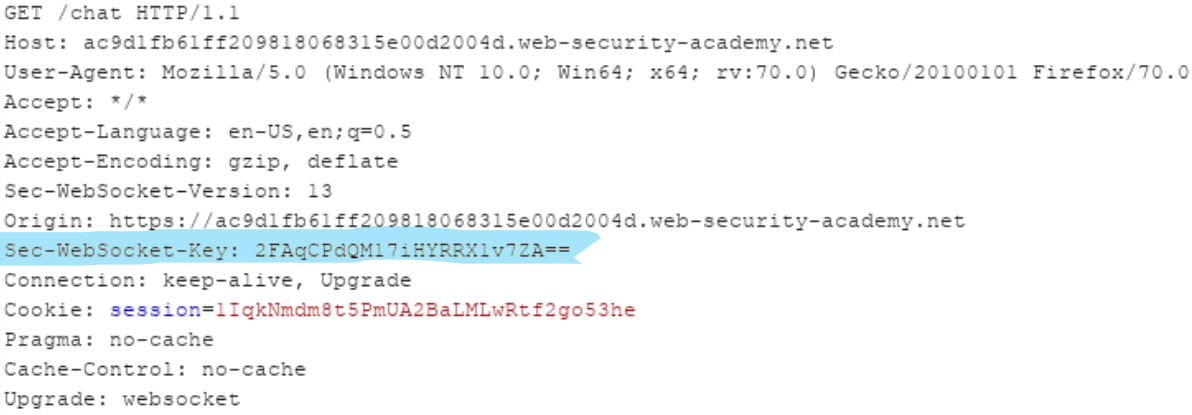 GET /chat HTTP/1.1
Host: ac9d1fb61ff209818068315e00d2004d.web-security-academy.net
User-Agent: Mozilla/5.0 (Windows NT 10.0; Win64; x64; rv:70.0) Gecko/20100101 Firefox/70.0
Accept: */*
Accept-Language: en-US,en;q=0.5
Accept-Encoding: gzip, deflate
Sec-WebSocket-Version: 13
Origin: https://ac9d1fb61ff209818068315e00d2004d.web-security-academy.net
Sec-WebSocket-Key: 2FAqCPdQM17iHYRRX1v7ZA==
Connection: keep-alive, Upgrade
Cookie: session=1IqkNmdm8t5PmUA2BaLMLwRtf2go53he
Pragma: no-cache
Cache-Control: no-cache
Upgrade: websocket